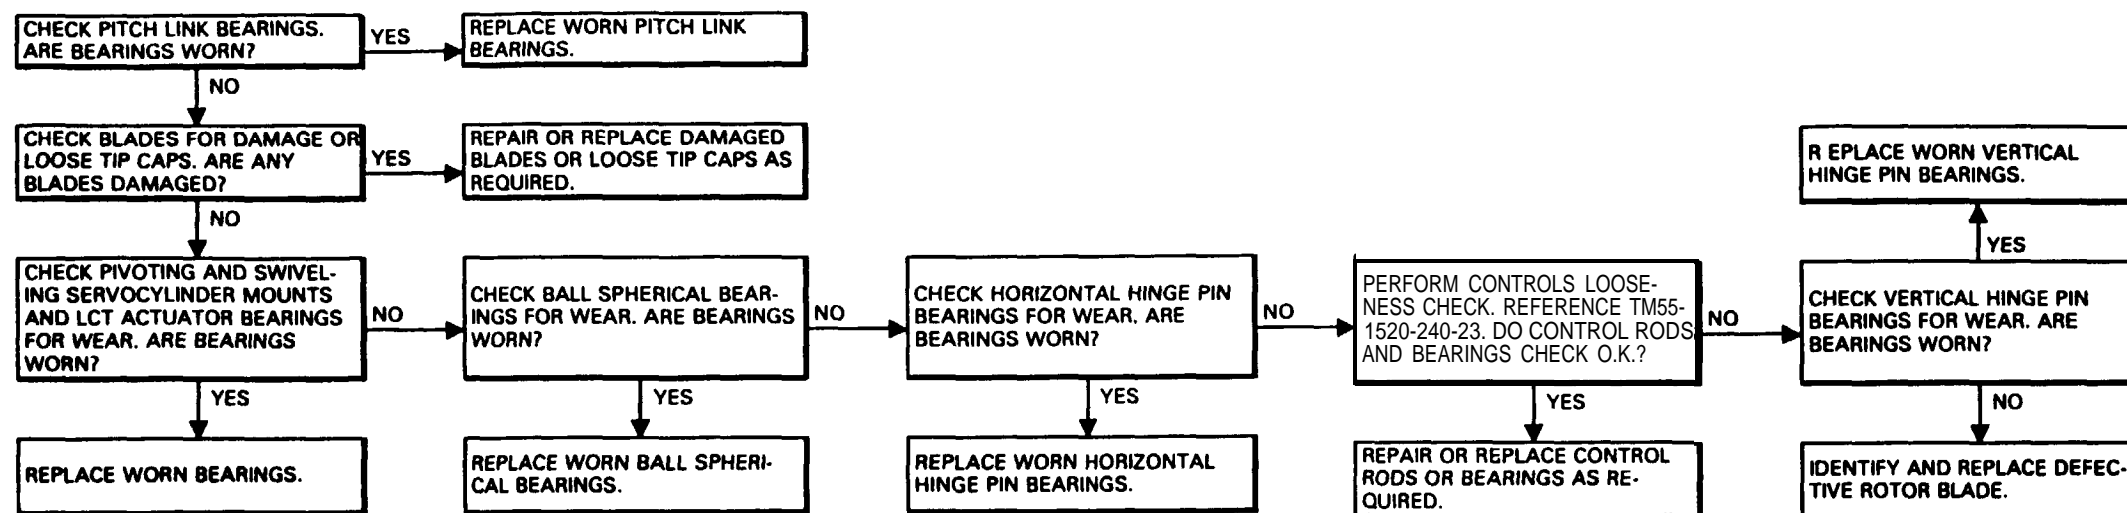 CHECK PITCH LINK BEARINGS.
ARE BEARINGS WORN?
YES
REPLACE WORN PITCH LINK
BEARINGS.
NO
CHECK BLADES FOR DAMAGE OR
LOOSE TIP CAPS. ARE ANY
BLADES DAMAGED?
YES
REPAIR OR REPLACE DAMAGED
BLADES OR LOOSE TIP CAPS AS
REQUIRED.
R EPLACE WORN VERTICAL
HINGE PIN BEARINGS.
NO
YES
CHECK PIVOTING AND SWIVEL-
ING SERVOCYLINDER MOUNTS
AND LCT ACTUATOR BEARINGS
FOR WEAR. ARE BEARINGS
WORN?
NO
CHECK BALL SPHERICAL BEAR-
INGS FOR WEAR. ARE BEARINGS
WORN?
NO
CHECK HORIZONTAL HINGE PIN
BEARINGS FOR WEAR. ARE
BEARINGS WORN?
NO
PERFORM CONTROLS LOOSE-
NESS CHECK. REFERENCE TM55-
1520-240-23. DO CONTROL RODS
AND BEARINGS CHECK O.K.?
NO
CHECK VERTICAL HINGE PIN
BEARINGS FOR WEAR. ARE
BEARINGS WORN?
YES
YES
YES
YES
NO
REPLACE WORN BEARINGS.
REPLACE WORN BALL SPHERI-
CAL BEARINGS.
REPLACE WORN HORIZONTAL
HINGE PIN BEARINGS.
REPAIR OR REPLACE CONTROL
RODS OR BEARINGS AS RE-
QUIRED.
IDENTIFY AND REPLACE DEFEC-
TIVE ROTOR BLADE.